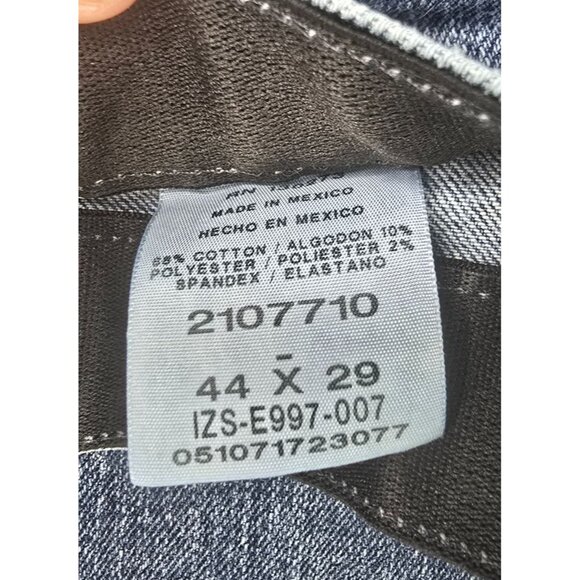 MADE IN MEXICO
HECHO EN MEXICO
68% COTTON / ALGODON 10%
POLYESTER / POLIESTER 2%
SPANDEX / ELASTANO
2107710
-
44 X 29
IZS-E997-007
051071723077